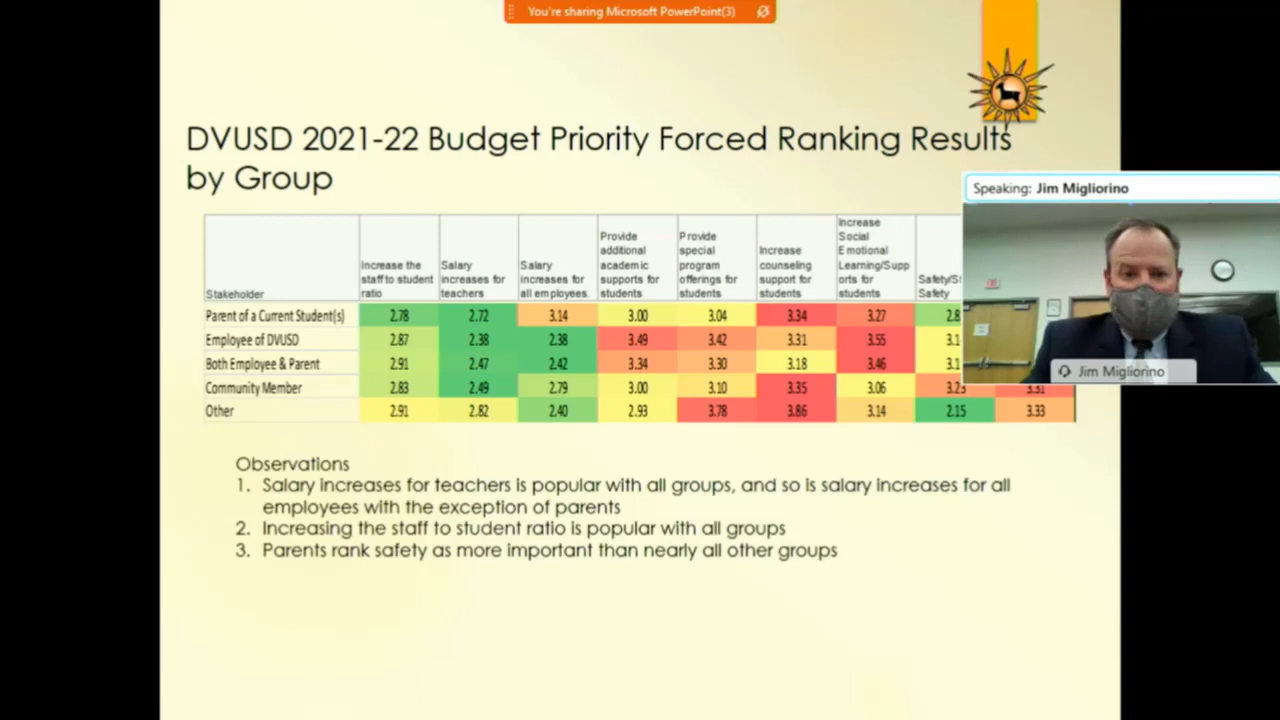 You're sharing Microsoft PowerPoint(3)
DVUSD 2021-22 Budget Priority Forced Ranking Results
by Group
Speaking: Jim Migliorino
Jim Migliorino
Stakeholder
Increase the
staff to student
ratio
Salary
increases for
teachers
Salary
increases for
all employees.
Provide
additional
academic
supports for
students
Provide
special
program
offerings for
students
Increase
counseling
support for
students
Increase
Social
Emotional
Learning/Supp
orts for
students
Safety
Parent of a Current Student(s) 2.78 2.72 3.14 3.00 3.04 3.34 3.27 2.8
Employee of DVUSD 2.87 2.38 2.38 3.49 3.42 3.31 3.55 3.1
Both Employee & Parent 2.91 2.47 2.42 3.34 3.30 3.18 3.46 3.1
Community Member 2.83 2.49 2.79 3.00 3.10 3.35 3.06
Other 2.91 2.82 2.40 2.93 3.78 3.86 3.14 2.15 3.33
Observations
1. Salary increases for teachers is popular with all groups, and so is salary increases for all
employees with the exception of parents
2. Increasing the staff to student ratio is popular with all groups
3. Parents rank safety as more important than nearly all other groups